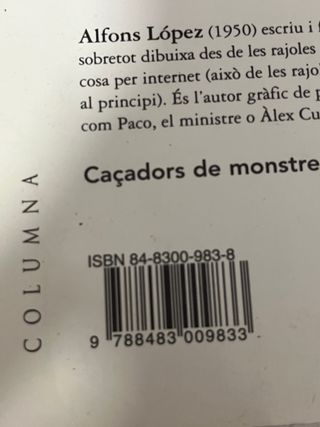 Alfons López (1950) escriu i
sobretot dibuixa des de les rajoles
cosa per internet (això de les
al principi). És l'autor gràfic de
com Paco, el ministre o Àlex
Caçadors de monstre
COLUMNA
ISBN 84-8300-983-8
9 788483 009833